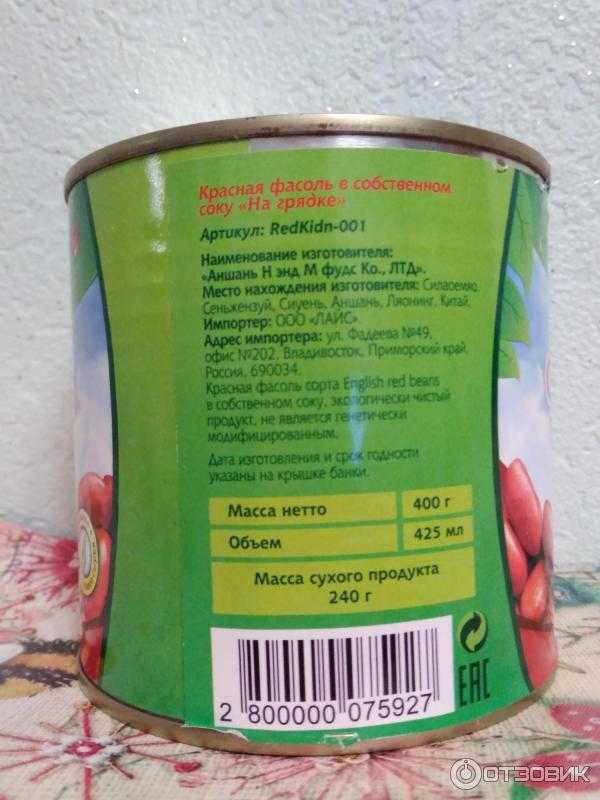 Красная фасоль в собственном
соку «На грядке»
Артикул: RedKidn-001
Наименование изготовителя:
«Аншань Н энд М фудс Ко., ЛТД».
Место нахождения изготовителя: Силаоемяо,
Сенькензуй, Сиуень, Аншань, Ляонинг, Китай.
Импортер: ООО «ЛАЙС».
Адрес импортера: ул. Фадеева №49,
офис №202, Владивосток, Приморский край,
Россия, 690034.
Красная фасоль сорта English red beans
в собственном соку, экологически чистый
продукт, не является генетически
модифицированным.
Дата изготовления и срок годности
указаны на крышке банки.
Масса нетто 400 г
Объем 425 мл
Масса сухого продукта
240 г
2 800000 075927
EAC
ОТЗОВИК